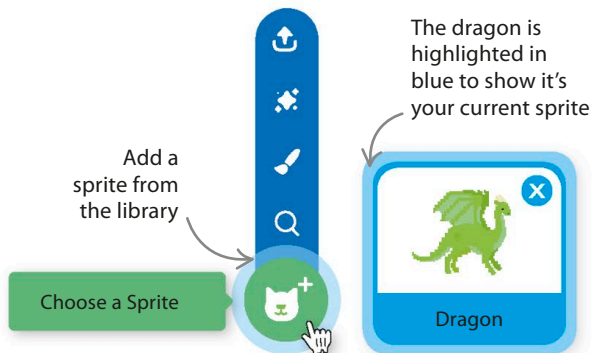 The dragon is
highlighted in
blue to show it's
your current sprite
Add a
sprite from
the library
Choose a Sprite
Dragon